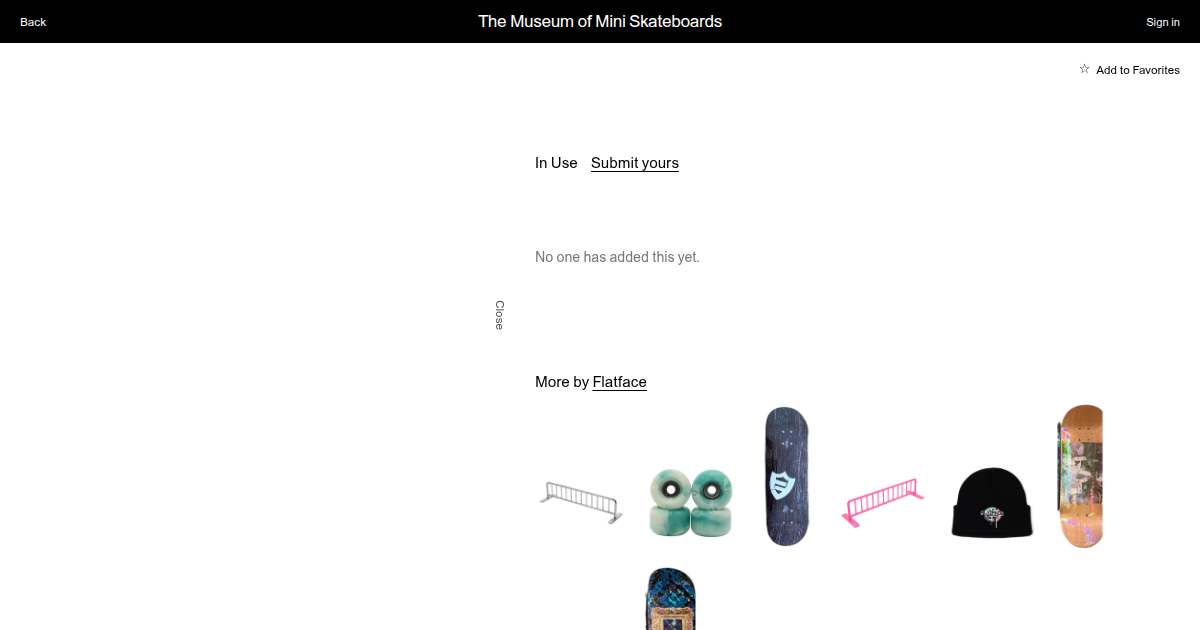 Back
The Museum of Mini Skateboards
Sign in
☆ Add to Favorites
In Use Submit yours
No one has added this yet.
Close
More by Flatface